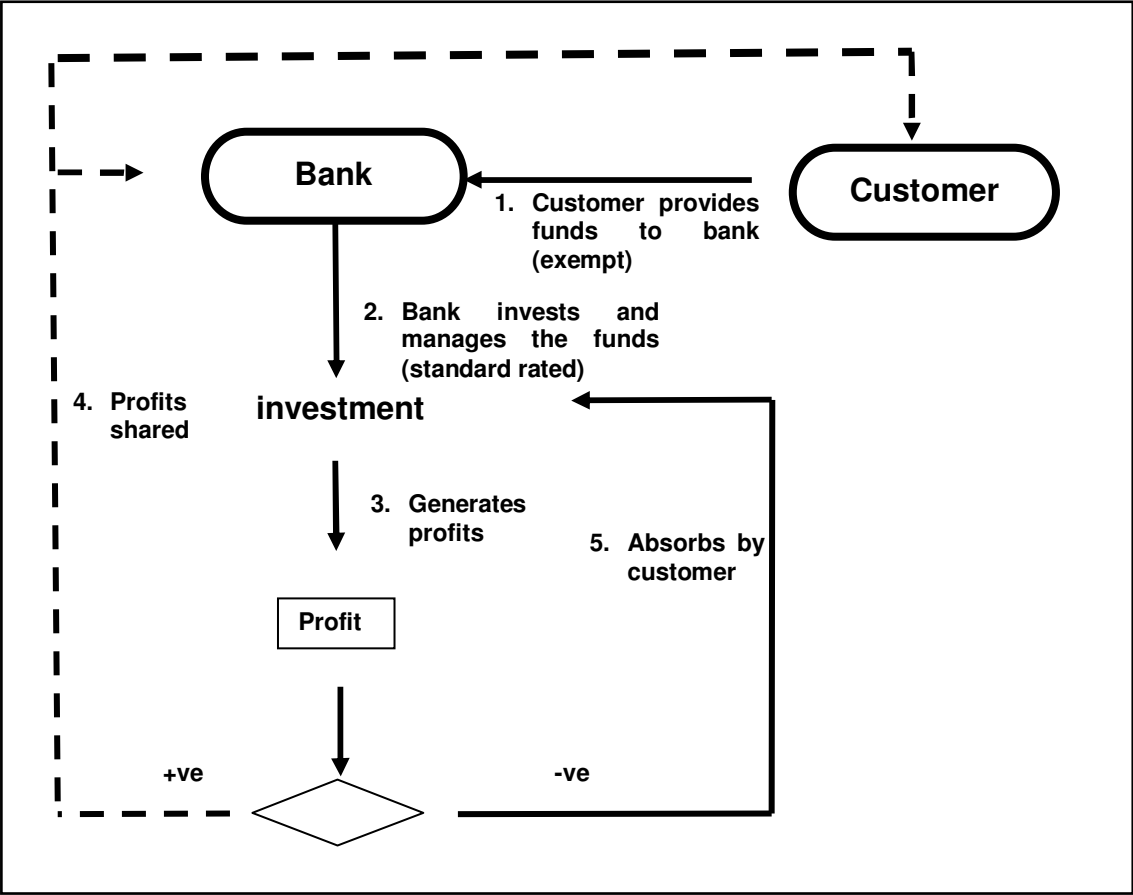 Bank
Customer
1. Customer provides
funds to bank
(exempt)
2. Bank invests and
manages the funds
(standard rated)
4. Profits
shared
investment
3. Generates
profits
5. Absorbs by
customer
Profit
+ve
-ve